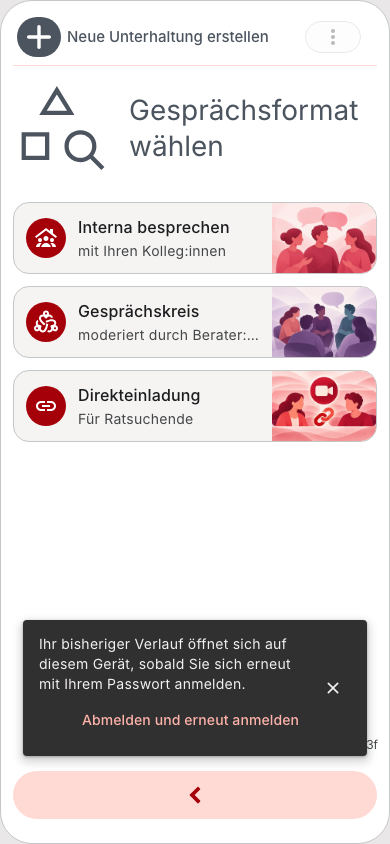 Neue Unterhaltung erstellen
Gesprächsformat
wählen
Interna besprechen
mit Ihren Kolleg:innen
Gesprächskreis
moderiert durch Berater:...
Direkteinladung
Für Ratsuchende
Ihr bisheriger Verlauf öffnet sich auf
diesem Gerät, sobald Sie sich erneut
mit Ihrem Passwort anmelden.
Abmelden und erneut anmelden
3f